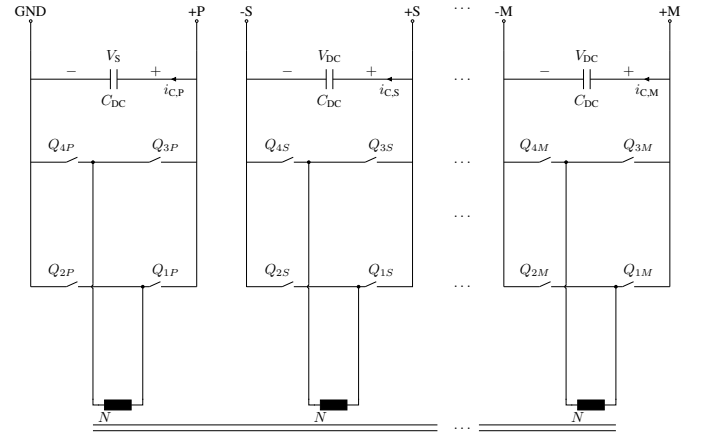 GND +P -S +S ... -M +M
V_S V_DC V_DC
− + − + ... − +
i_C,P i_C,S i_C,M
C_DC C_DC C_DC
Q_4P Q_3P Q_4S Q_3S ... Q_4M Q_3M
...
Q_2P Q_1P Q_2S Q_1S ... Q_2M Q_1M
N N N
...